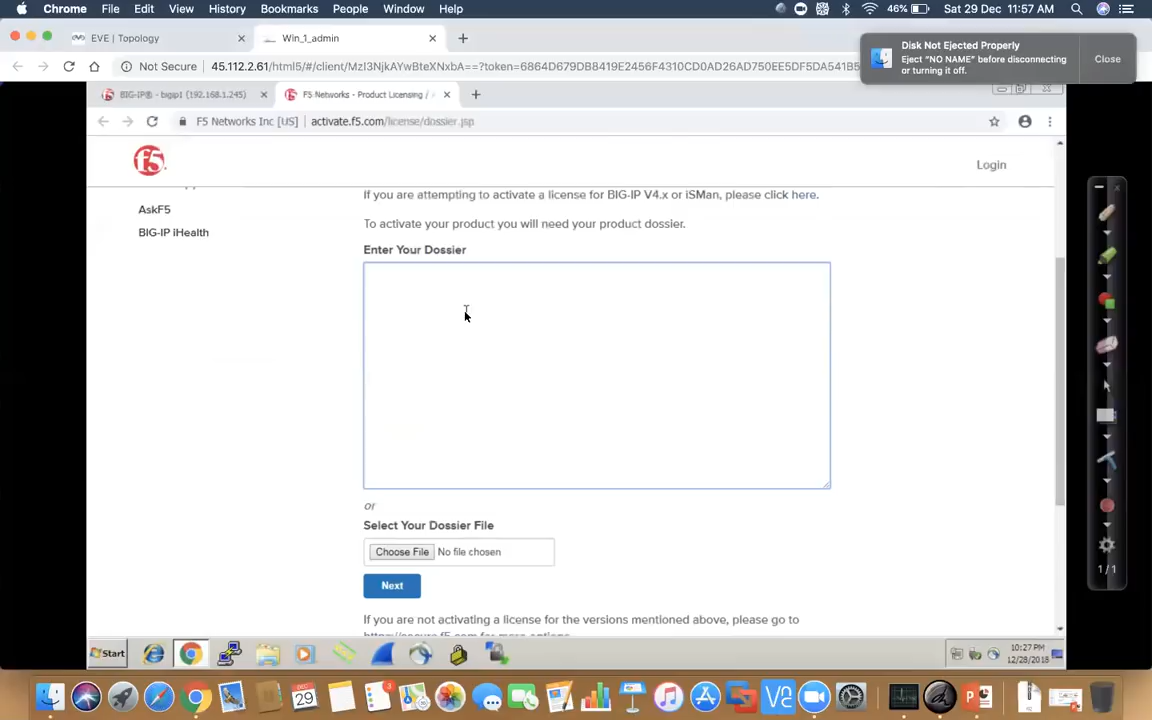 Chrome File Edit View History Bookmarks People Window Help 46% Sat 29 Dec 11:57 AM
EVE | Topology Win_1_admin
Disk Not Ejected Properly
Eject "NO NAME" before disconnecting
or turning it off.
Close
Not Secure 45.112.2.61/html5/#/client/MzI3NjkAYwBteXNxbA==?token=6864D679DB8419E2456F4310CD0AD26AD750EE5DF5DA541B5
BIG-IP® - bigip1 (192.168.1.245) F5 Networks - Product Licensing /
F5 Networks Inc [US] activate.f5.com/license/dossier.jsp
f5
Login
If you are attempting to activate a license for BIG-IP V4.x or iSMan, please click here.
AskF5
To activate your product you will need your product dossier.
BIG-IP iHealth
Enter Your Dossier
or
Select Your Dossier File
Choose File No file chosen
Next
1/1
If you are not activating a license for the versions mentioned above, please go to
Start
10:27 PM
12/28/2018